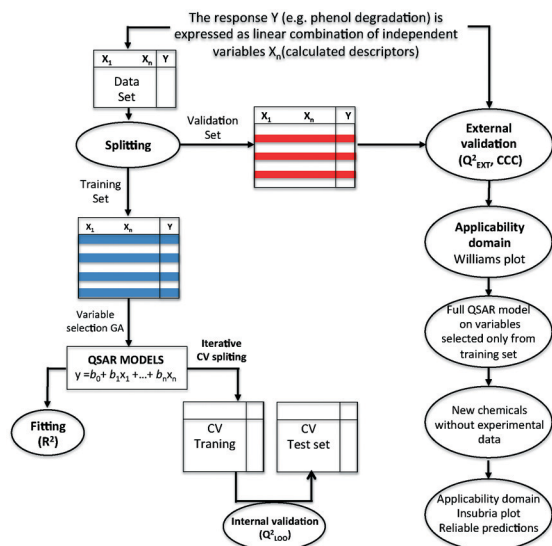 The response Y (e.g. phenol degradation) is
expressed as linear combination of independent
variables Xn(calculated descriptors)
X1 Xn Y
Data
Set
Splitting
Validation
Set
X1 Xn Y
External
validation
(Q²EXT, CCC)
Training
Set
X1 Xn Y
Applicability
domain
Williams plot
Variable
selection GA
Full QSAR model
on variables
selected only from
training set
QSAR MODELS
y =b0+ b1x1 +...+ bnxn
Iterative
CV spliting
Fitting
(R²)
CV
Traning
CV
Test set
New chemicals
without experimental
data
Internal validation
(Q²LOO)
Applicability domain
Insubria plot
Reliable predictions